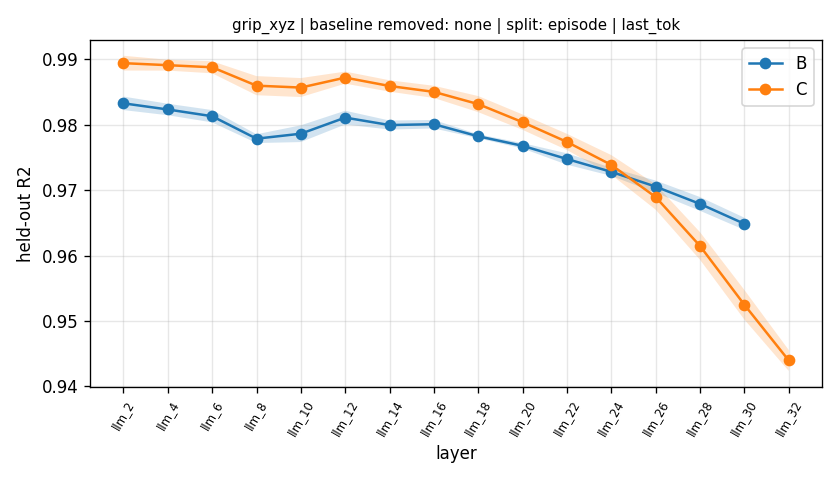 grip_xyz | baseline removed: none | split: episode | last_tok
B
C
held-out R2
0.99
0.98
0.97
0.96
0.95
0.94
llm_2
llm_4
llm_6
llm_8
llm_10
llm_12
llm_14
llm_16
llm_18
llm_20
llm_22
llm_24
llm_26
llm_28
llm_30
llm_32
layer